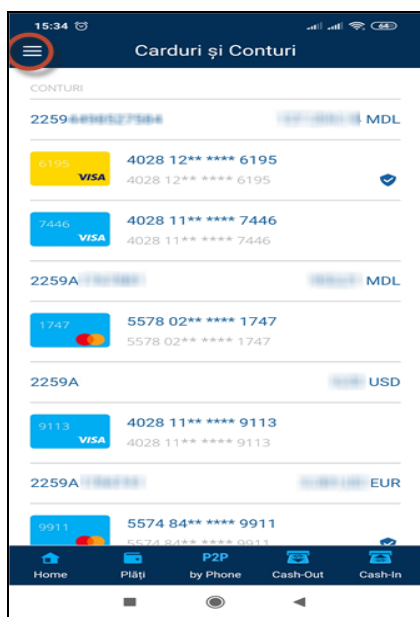 15:34 64
Carduri și Conturi
CONTURI
2259 MDL
6195 VISA 4028 12** **** 6195
4028 12** **** 6195
7446 VISA 4028 11** **** 7446
4028 11** **** 7446
2259A MDL
1747 5578 02** **** 1747
5578 02** **** 1747
2259A USD
9113 VISA 4028 11** **** 9113
4028 11** **** 9113
2259A EUR
9911 5574 84** **** 9911
5574 84** **** 9911
Home Plăți P2P by Phone Cash-Out Cash-In